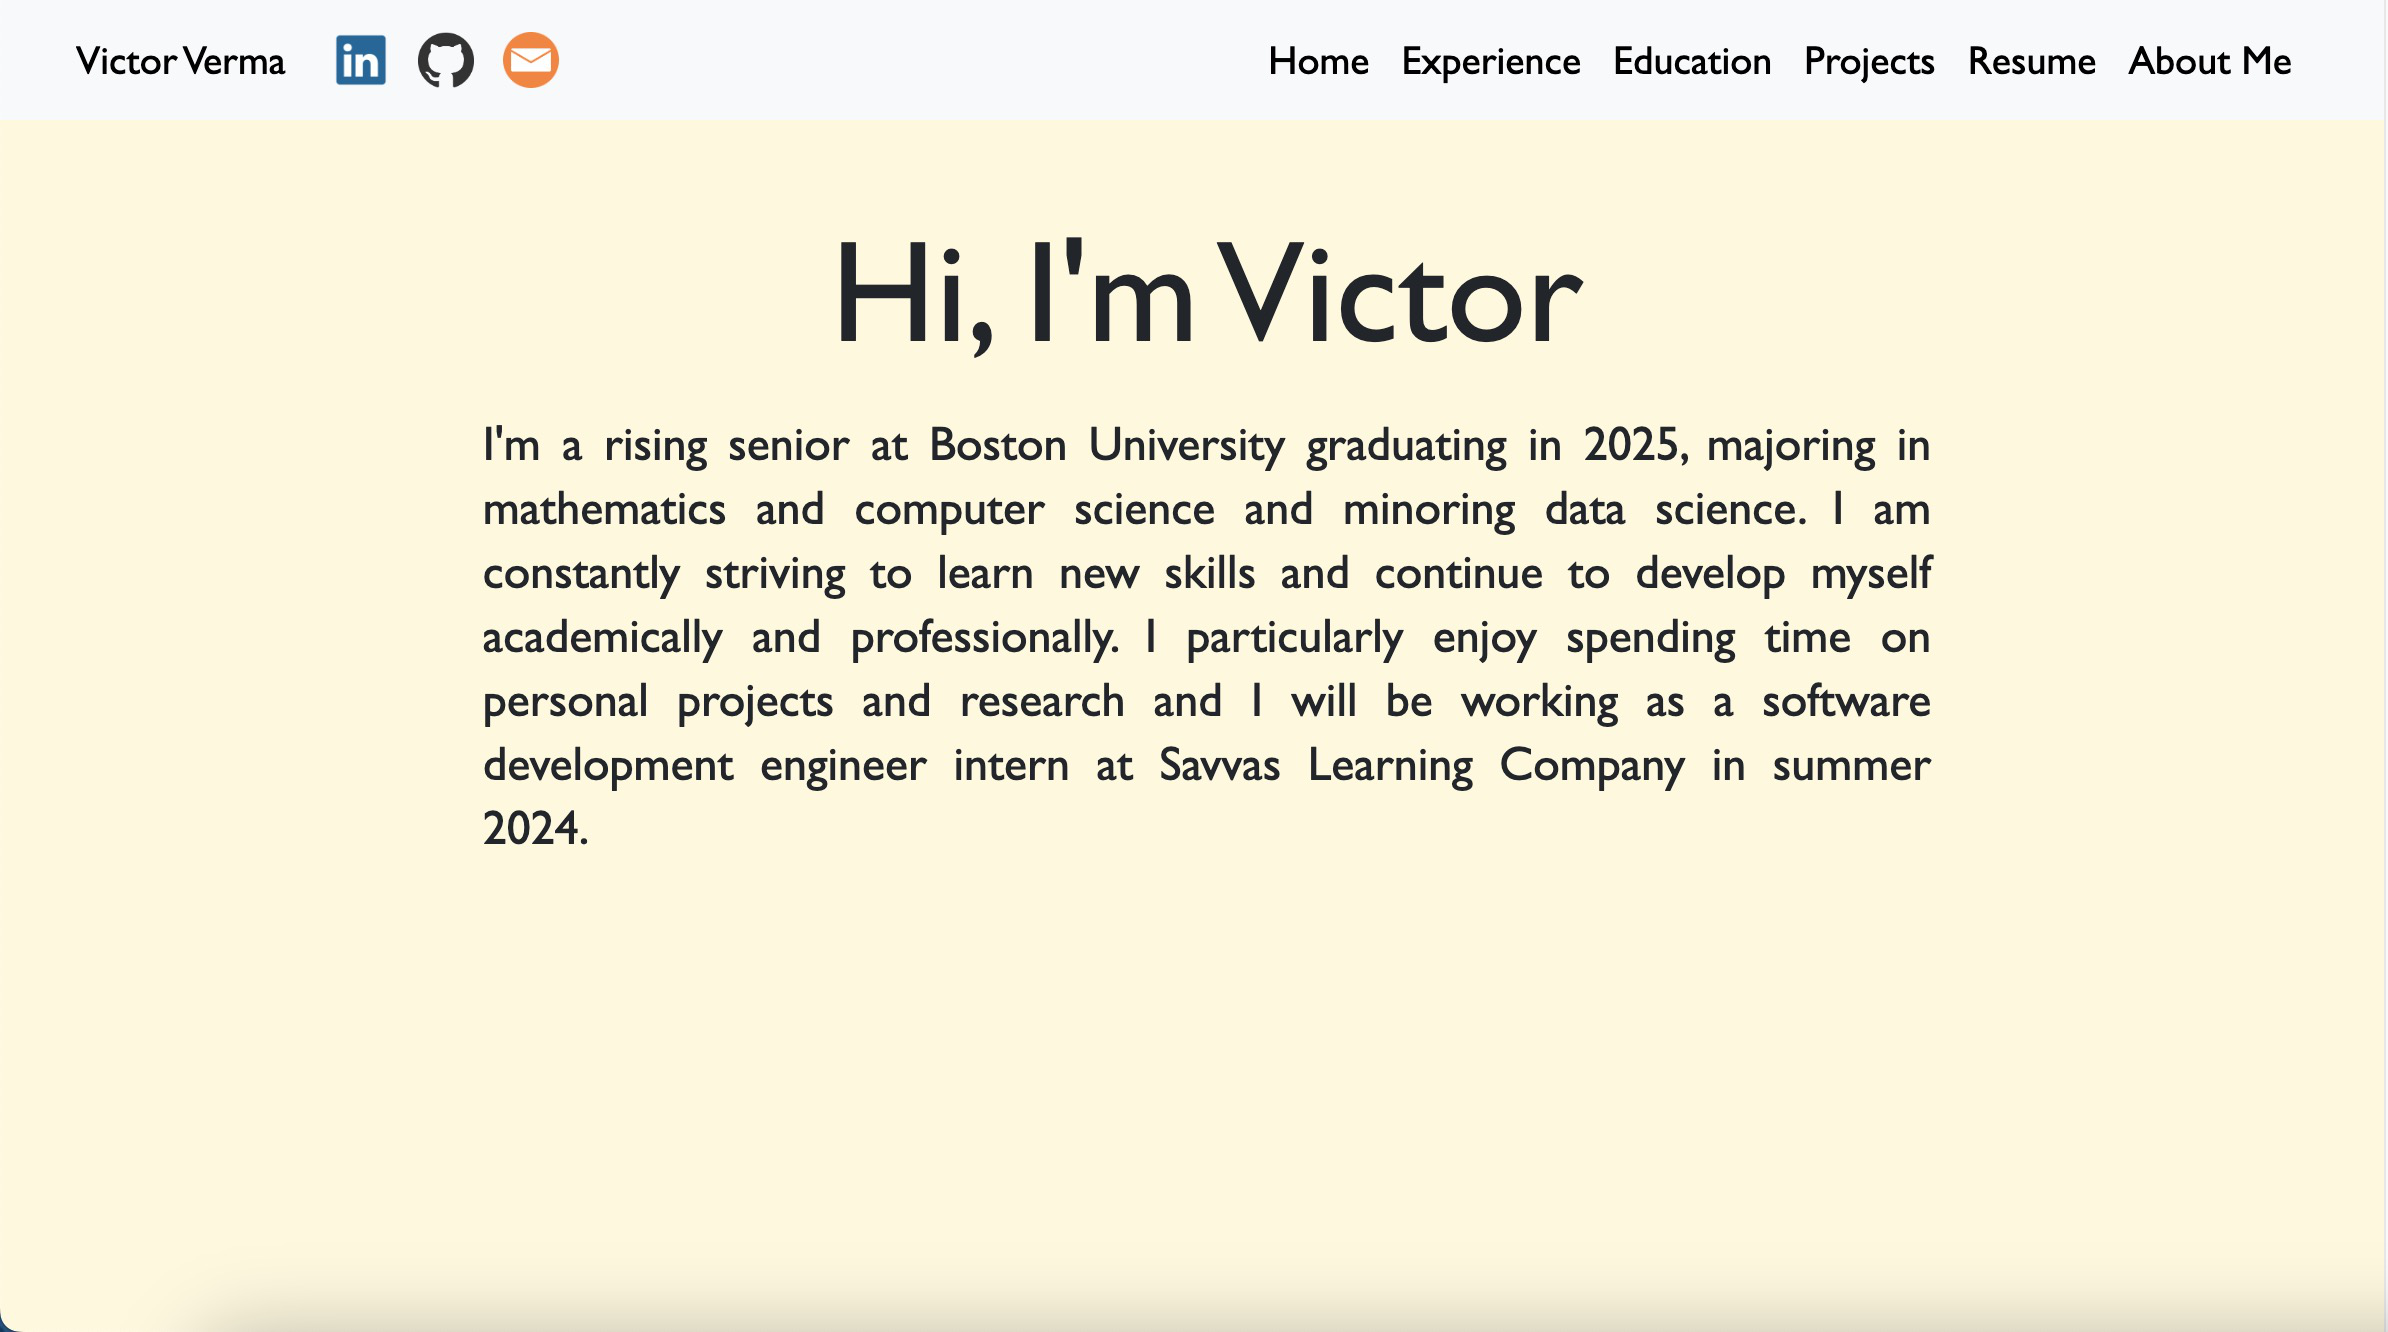 Victor Verma in Home Experience Education Projects Resume About Me
Hi, I'm Victor
I'm a rising senior at Boston University graduating in 2025, majoring in
mathematics and computer science and minoring data science. I am
constantly striving to learn new skills and continue to develop myself
academically and professionally. I particularly enjoy spending time on
personal projects and research and I will be working as a software
development engineer intern at Savvas Learning Company in summer
2024.